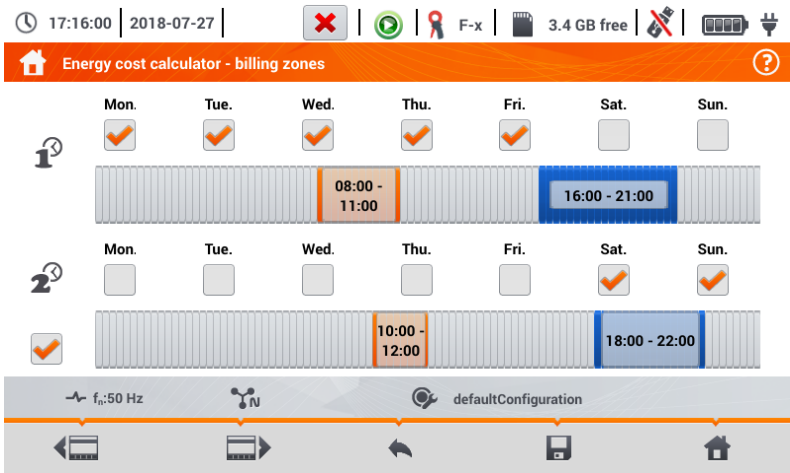 17:16:00 2018-07-27 F-x 3.4 GB free
Energy cost calculator - billing zones ?
Mon. Tue. Wed. Thu. Fri. Sat. Sun.
1
08:00 -
11:00
16:00 - 21:00
Mon. Tue. Wed. Thu. Fri. Sat. Sun.
2
10:00 -
12:00
18:00 - 22:00
fn:50 Hz N defaultConfiguration